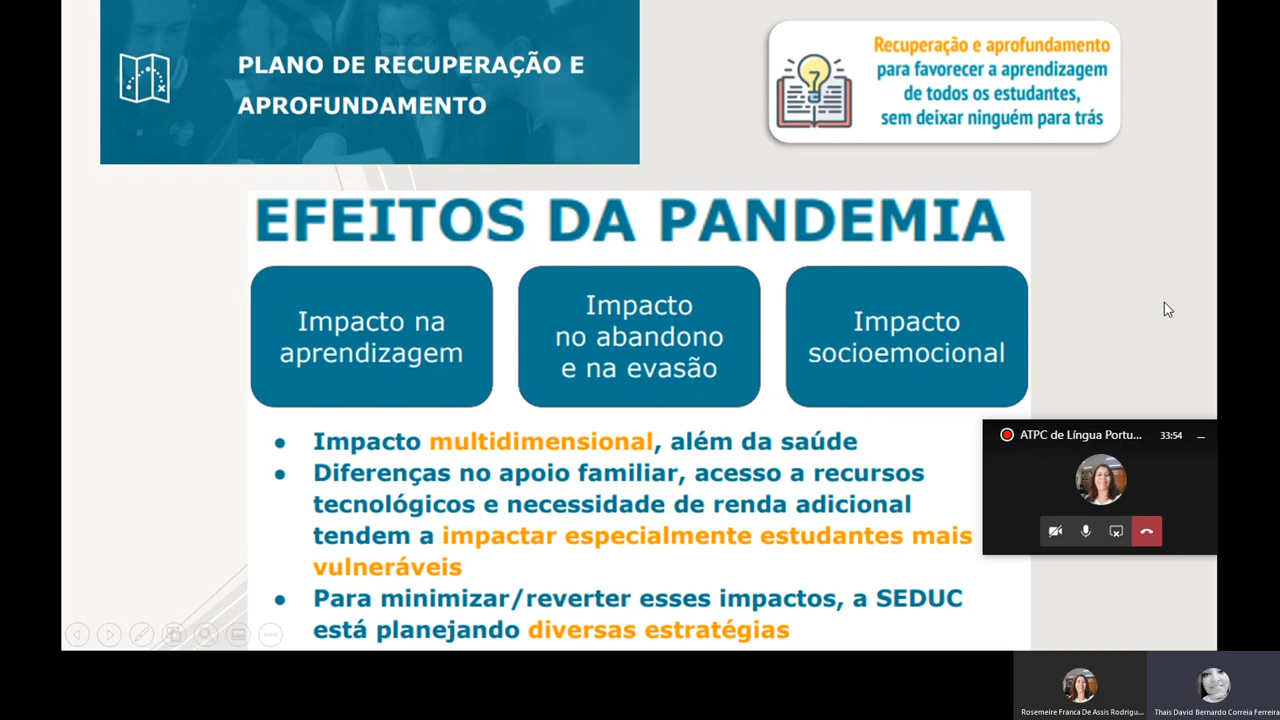 PLANO DE RECUPERAÇÃO E
APROFUNDAMENTO
Recuperação e aprofundamento
para favorecer a aprendizagem
de todos os estudantes,
sem deixar ninguém para trás
EFEITOS DA PANDEMIA
Impacto na
aprendizagem
Impacto
no abandono
e na evasão
Impacto
socioemocional
● Impacto multidimensional, além da saúde
● Diferenças no apoio familiar, acesso a recursos
tecnológicos e necessidade de renda adicional
tendem a impactar especialmente estudantes mais
vulneráveis
● Para minimizar/reverter esses impactos, a SEDUC
está planejando diversas estratégias
ATPC de Língua Portu... 33:54
Rosemeire Franca De Assis Rodrigu...
Thais David Bernardo Correia Ferreira